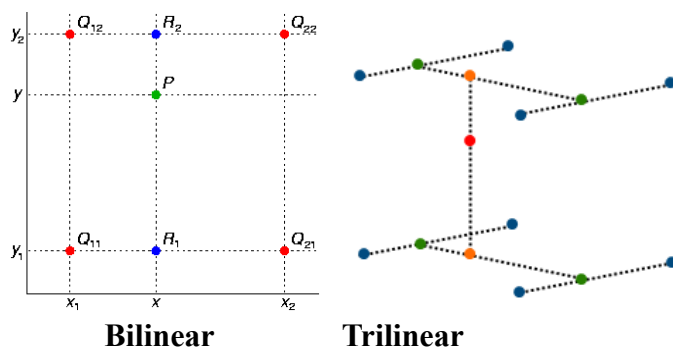 y₂ Q₁₂ R₂ Q₂₂
y P
y₁ Q₁₁ R₁ Q₂₁
x₁ x x₂
Bilinear Trilinear